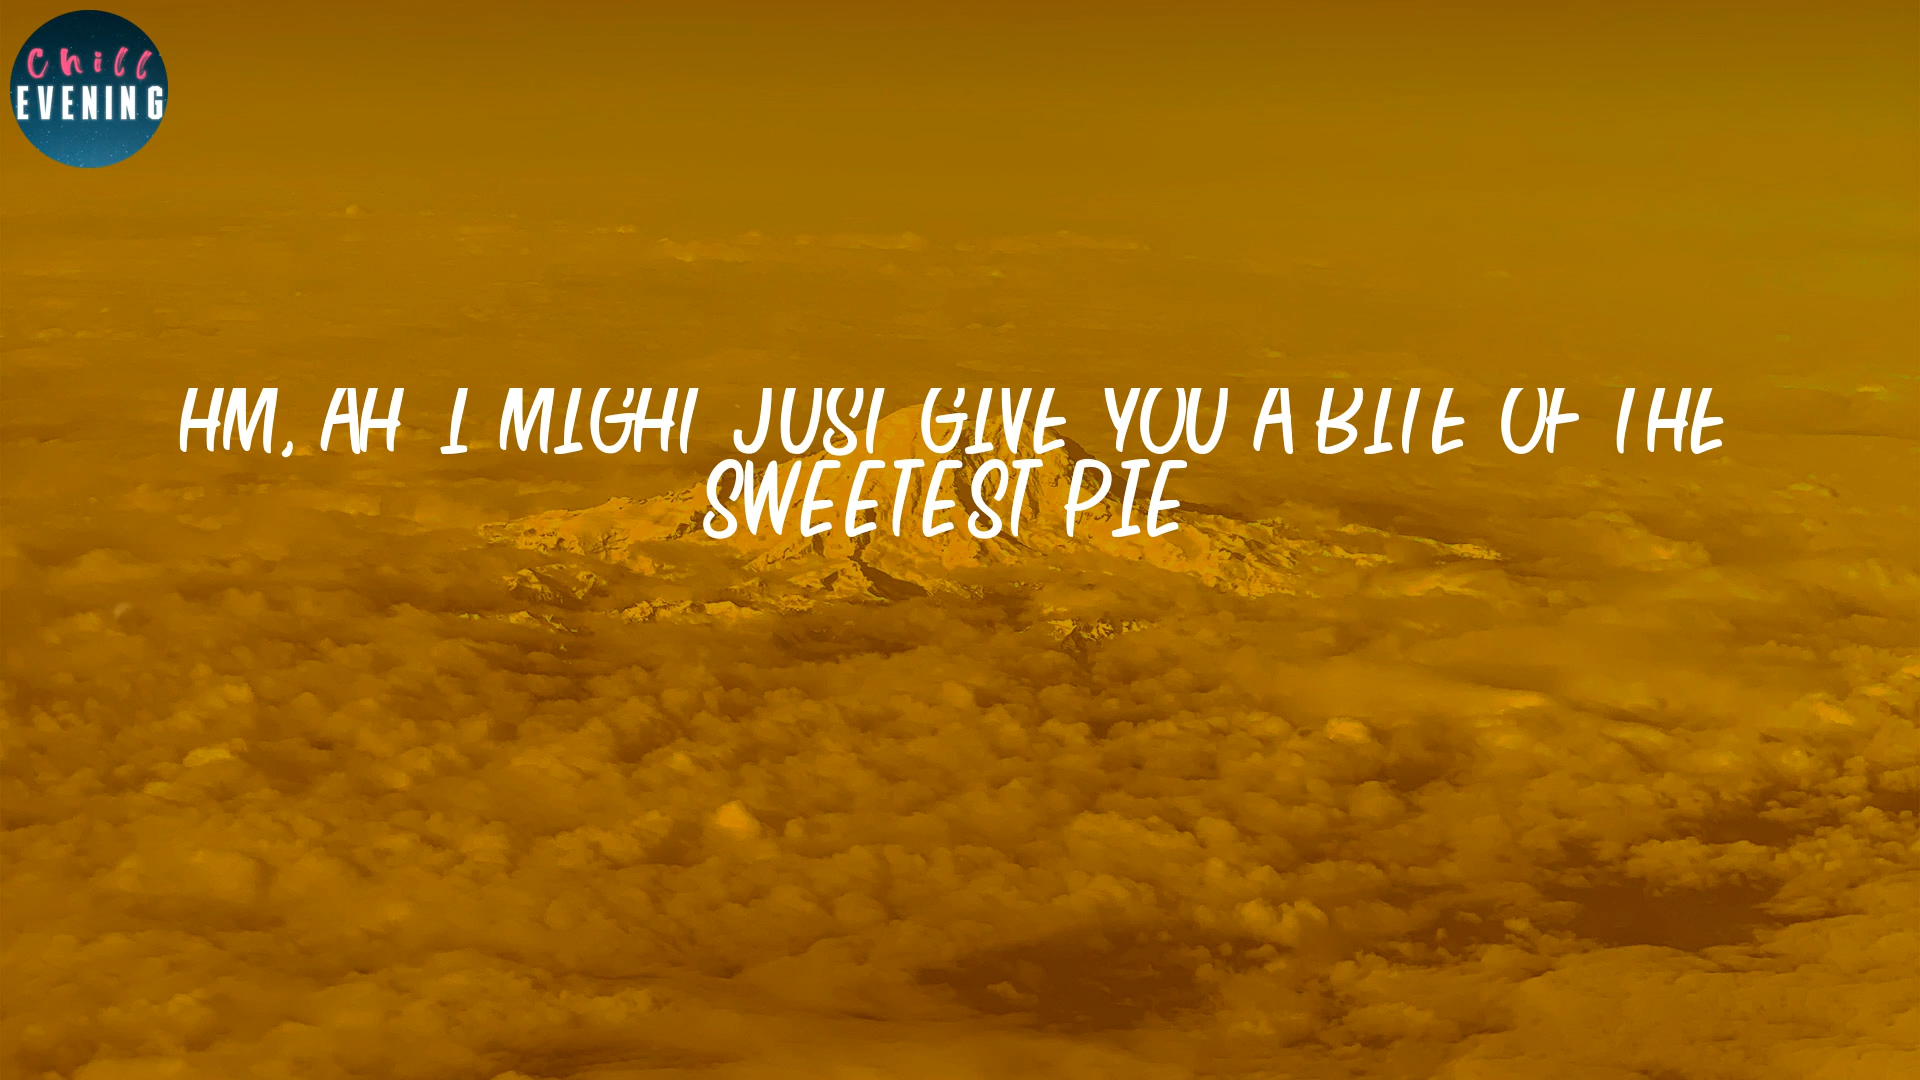 Chill
EVENING
HM, AH I MIGHT JUST GIVE YOU A BITE OF THE
SWEETEST PIE